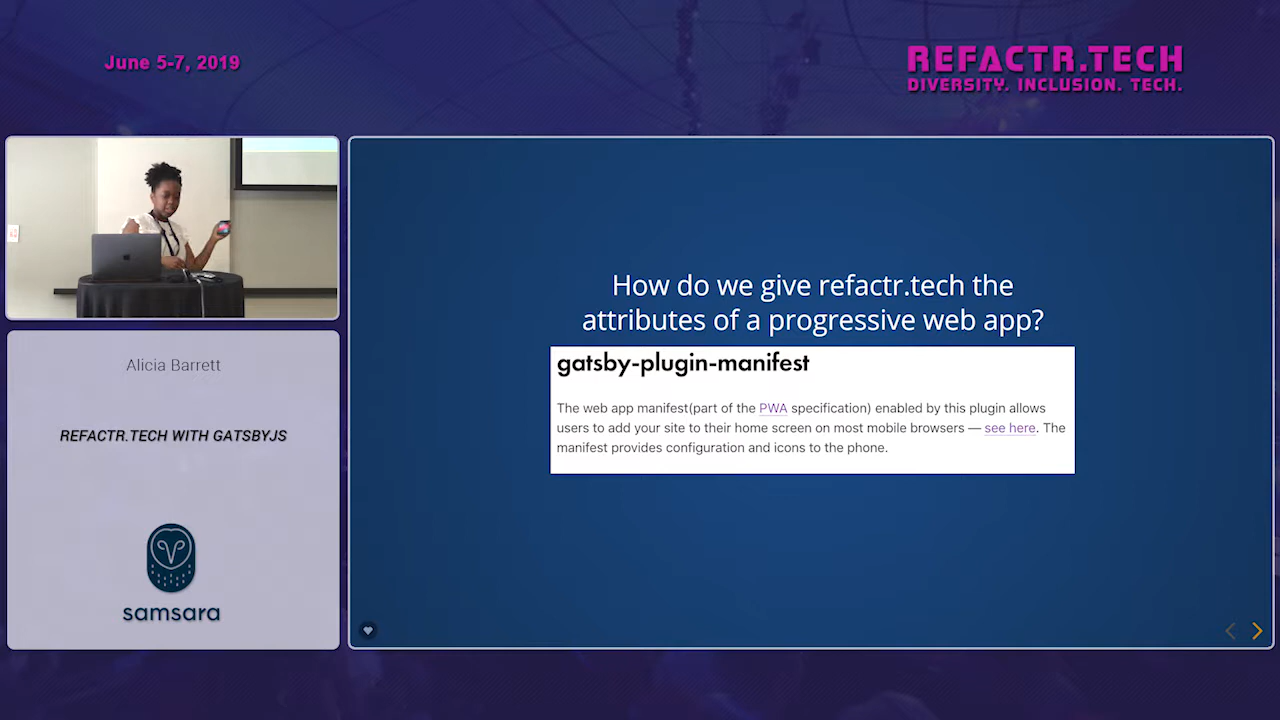 June 5-7, 2019
REFACTR.TECH
DIVERSITY. INCLUSION. TECH.
Alicia Barrett
REFACTR.TECH WITH GATSBYJS
samsara
How do we give refactr.tech the
attributes of a progressive web app?
gatsby-plugin-manifest
The web app manifest(part of the PWA specification) enabled by this plugin allows
users to add your site to their home screen on most mobile browsers — see here. The
manifest provides configuration and icons to the phone.